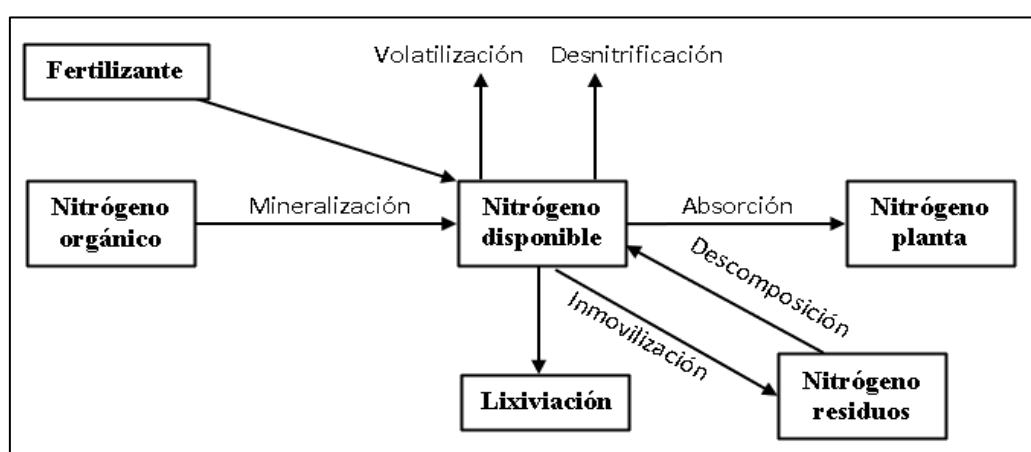 Volatilización
Desnitrificación
Fertilizante
Nitrógeno
orgánico
Mineralización
Nitrógeno
disponible
Absorción
Nitrógeno
planta
Descomposición
Inmovilización
Lixiviación
Nitrógeno
residuos